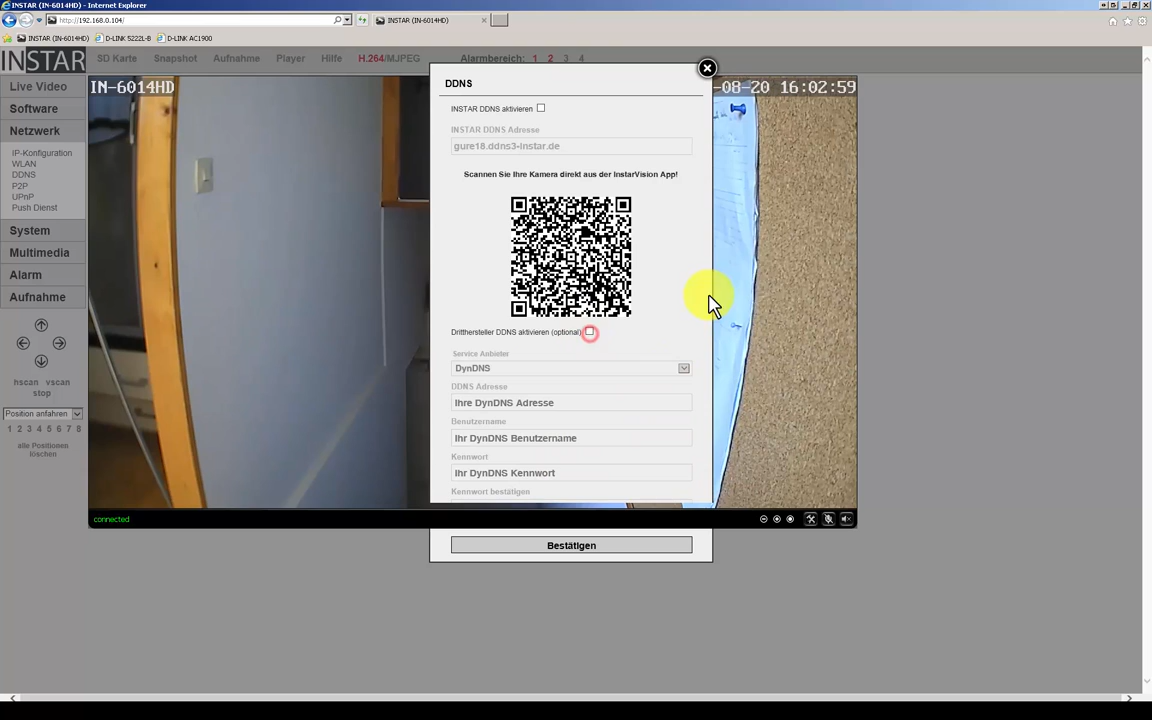 INSTAR (IN-6014HD) - Internet Explorer
http://192.168.0.104/
INSTAR (IN-6014HD)
INSTAR (IN-6014HD) D-LINK 5222L-B D-LINK AC1900
INSTAR SD Karte Snapshot Aufnahme Player Hilfe H.264/MJPEG Alarmbereich: 1 2 3 4
Live Video
Software
Netzwerk
IP-Konfiguration
WLAN
DDNS
P2P
UPnP
Push Dienst
System
Multimedia
Alarm
Aufnahme
hscan vscan
stop
Position anfahren
1 2 3 4 5 6 7 8
alle Positionen
löschen
IN-6014HD
-08-20 16:02:59
DDNS
INSTAR DDNS aktivieren
INSTAR DDNS Adresse
gure18.ddns3-instar.de
Scannen Sie Ihre Kamera direkt aus der InstarVision App!
Dritthersteller DDNS aktivieren (optional)
Service Anbieter
DynDNS
DDNS Adresse
Ihre DynDNS Adresse
Benutzername
Ihr DynDNS Benutzername
Kennwort
Ihr DynDNS Kennwort
Kennwort bestätigen
Bestätigen
connected